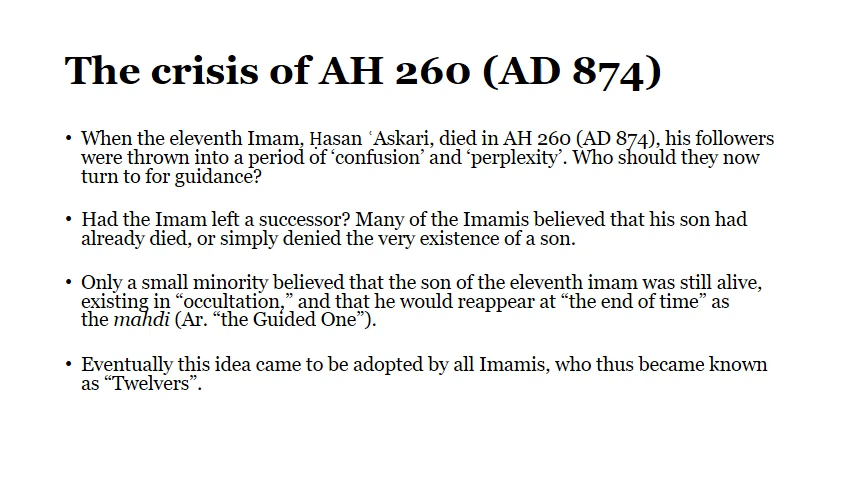 The crisis of AH 260 (AD 874)
• When the eleventh Imam, Ḥasan ʿAskari, died in AH 260 (AD 874), his followers
were thrown into a period of ‘confusion’ and ‘perplexity’. Who should they now
turn to for guidance?
• Had the Imam left a successor? Many of the Imamis believed that his son had
already died, or simply denied the very existence of a son.
• Only a small minority believed that the son of the eleventh imam was still alive,
existing in “occultation,” and that he would reappear at “the end of time” as
the mahdi (Ar. “the Guided One”).
• Eventually this idea came to be adopted by all Imamis, who thus became known
as “Twelvers”.